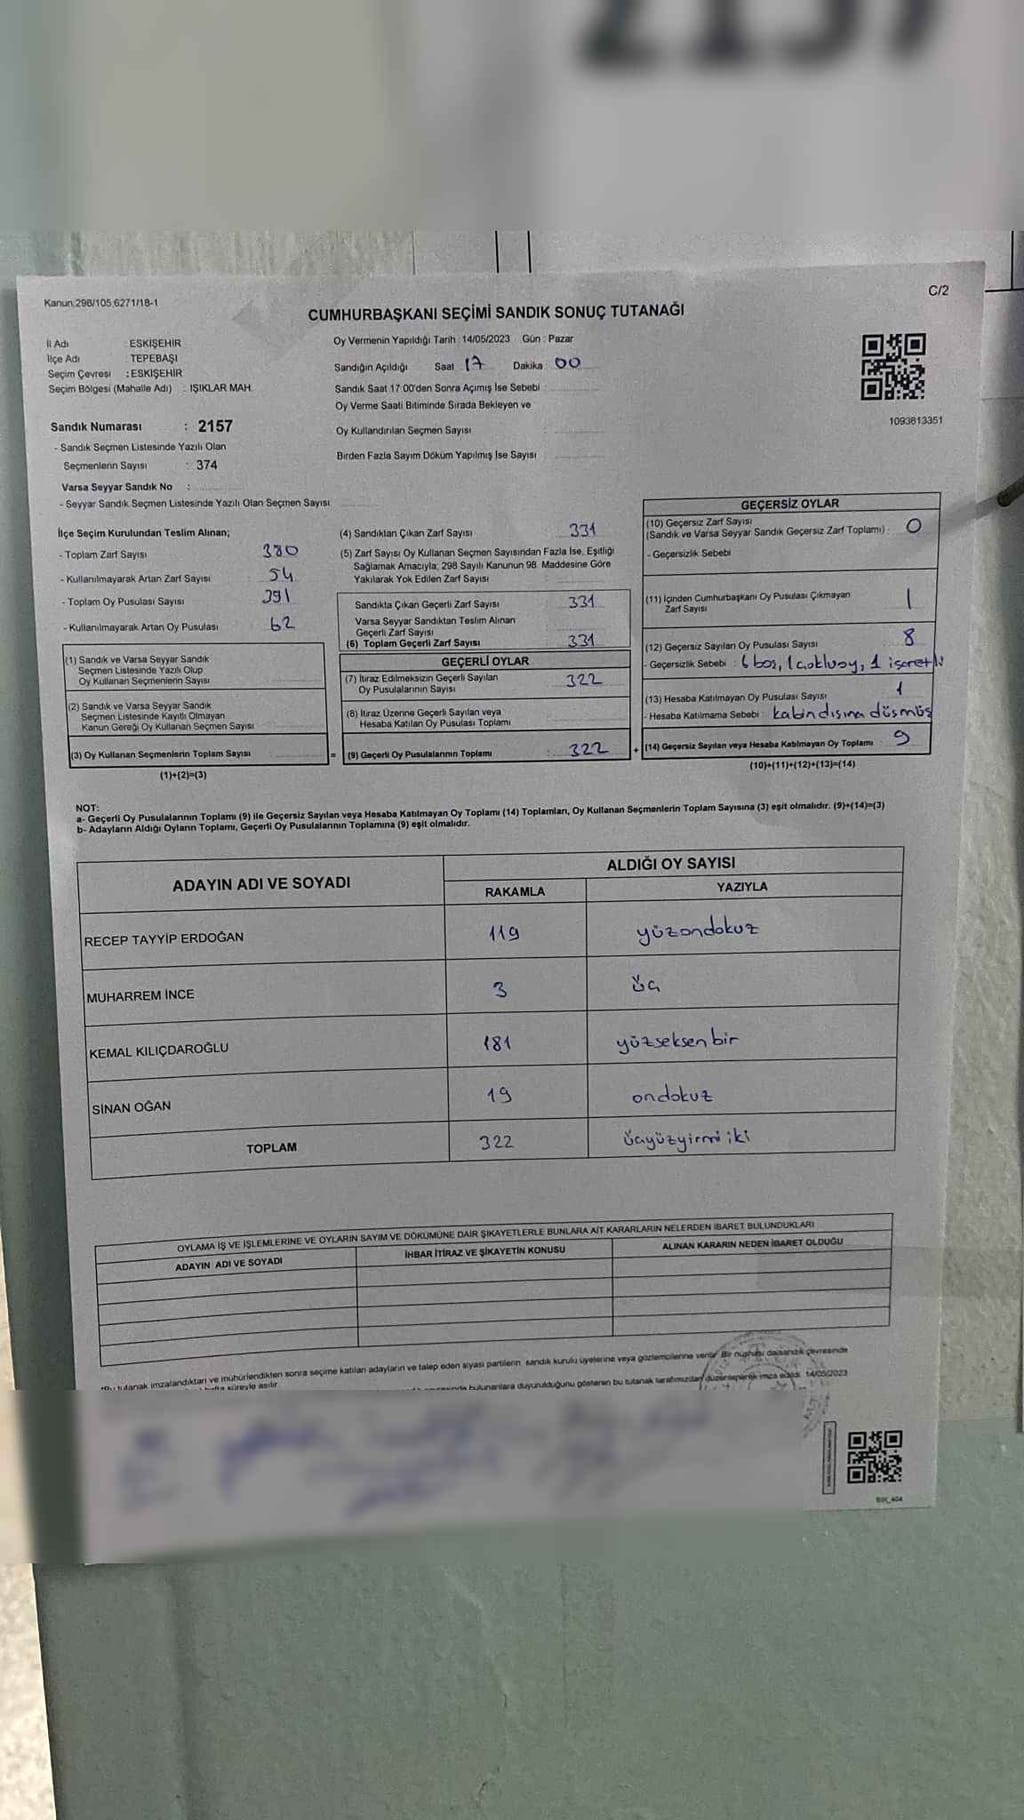 2157
C/2
Kanun 298/105,6271/18-1
CUMHURBAŞKANI SEÇİMİ SANDIK SONUÇ TUTANAĞI
İl Adı : ESKİŞEHİR
İlçe Adı : TEPEBAŞI
Seçim Çevresi : ESKİŞEHİR
Seçim Bölgesi (Mahalle Adı) : IŞIKLAR MAH.
Oy Vermenin Yapıldığı Tarih : 14/05/2023 Gün : Pazar
Sandığın Açıldığı Saat 17 Dakika 00
Sandık Saat 17:00'den Sonra Açımış İse Sebebi
Oy Verme Saati Bitiminde Sırada Bekleyen ve
Oy Kullandırılan Seçmen Sayısı
Birden Fazla Sayım Döküm Yapılmış İse Sayısı
1093813351
Sandık Numarası : 2157
- Sandık Seçmen Listesinde Yazılı Olan
Seçmenlerin Sayısı : 374
Varsa Seyyar Sandık No :
- Seyyar Sandık Seçmen Listesinde Yazılı Olan Seçmen Sayısı
İlçe Seçim Kurulundan Teslim Alınan;
- Toplam Zarf Sayısı 380
- Kullanılmayarak Artan Zarf Sayısı 54
- Toplam Oy Pusulası Sayısı 391
- Kullanılmayarak Artan Oy Pusulası 62
(1) Sandık ve Varsa Seyyar Sandık
Seçmen Listesinde Yazılı Olup
Oy Kullanan Seçmenlerin Sayısı
(2) Sandık ve Varsa Seyyar Sandık
Seçmen Listesinde Kayıtlı Olmayan
Kanun Gereği Oy Kullanan Seçmen Sayısı
(3) Oy Kullanan Seçmenlerin Toplam Sayısı =
(1)+(2)=(3)
(4) Sandıktan Çıkan Zarf Sayısı 331
(5) Zarf Sayısı Oy Kullanan Seçmen Sayısından Fazla İse, Eşitliği
Sağlamak Amacıyla; 298 Sayılı Kanunun 98. Maddesine Göre
Yakılarak Yok Edilen Zarf Sayısı
Sandıkta Çıkan Geçerli Zarf Sayısı 331
Varsa Seyyar Sandıktan Teslim Alınan
Geçerli Zarf Sayısı
(6) Toplam Geçerli Zarf Sayısı 331
GEÇERLİ OYLAR
(7) İtiraz Edilmeksizin Geçerli Sayılan
Oy Pusulalarının Sayısı 322
(8) İtiraz Üzerine Geçerli Sayılan veya
Hesaba Katılan Oy Pusulası Toplamı
(9) Geçerli Oy Pusulalarının Toplamı 322 +
GEÇERSİZ OYLAR
(10) Geçersiz Zarf Sayısı
(Sandık ve Varsa Seyyar Sandık Geçersiz Zarf Toplamı) : 0
- Geçersizlik Sebebi
(11) İçinden Cumhurbaşkanı Oy Pusulası Çıkmayan
Zarf Sayısı 1
(12) Geçersiz Sayılan Oy Pusulası Sayısı 8
- Geçersizlik Sebebi : 6 boş, 1 çokluoy, 1 işaretli
(13) Hesaba Katılmayan Oy Pusulası Sayısı 1
- Hesaba Katılmama Sebebi : kabin dışına düşmüş
(14) Geçersiz Sayılan veya Hesaba Katılmayan Oy Toplamı 9
(10)+(11)+(12)+(13)=(14)
NOT:
a- Geçerli Oy Pusulalarının Toplamı (9) ile Geçersiz Sayılan veya Hesaba Katılmayan Oy Toplamı (14) Toplamları, Oy Kullanan Seçmenlerin Toplam Sayısına (3) eşit olmalıdır. (9)+(14)=(3)
b- Adayların Aldığı Oyların Toplamı, Geçerli Oy Pusulalarının Toplamına (9) eşit olmalıdır.
ADAYIN ADI VE SOYADI
ALDIĞI OY SAYISI
RAKAMLA YAZIYLA
RECEP TAYYİP ERDOĞAN 119 yüzondokuz
MUHARREM İNCE 3 üç
KEMAL KILIÇDAROĞLU 181 yüzseksen bir
SİNAN OĞAN 19 ondokuz
TOPLAM 322 üçyüzyirmi iki
OYLAMA İŞ VE İŞLEMLERİNE VE OYLARIN SAYIM VE DÖKÜMÜNE DAİR ŞİKAYETLERLE BUNLARA AİT KARARLARIN NELERDEN İBARET BULUNDUKLARI
ADAYIN ADI VE SOYADI İHBAR İTİRAZ VE ŞİKAYETİN KONUSU ALINAN KARARIN NEDEN İBARET OLDUĞU
tutanak imzalandıktan ve mühürlendikten sonra seçime katılan adayların ve talep eden siyasi partilerin sandık kurulu üyelerine veya gözlemcilerine verilir. Bir nüshası da sandık çevresinde
süreyle asılır bulunanlara duyurulduğunu gösteren bu tutanak tarafımızdan düzenlenerek imza edildi. 14/05/2023